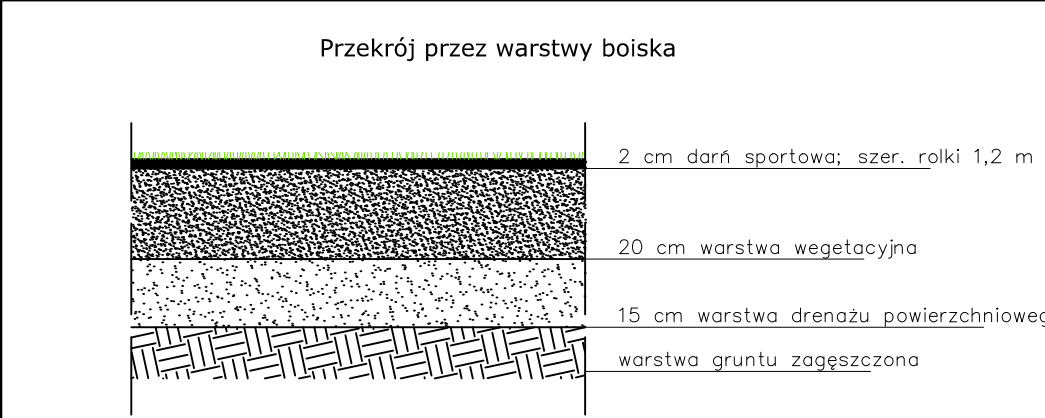 Przekrój przez warstwy boiska
2 cm darń sportowa; szer. rolki 1,2 m
20 cm warstwa wegetacyjna
15 cm warstwa drenażu
warstwa gruntu zagęszczona